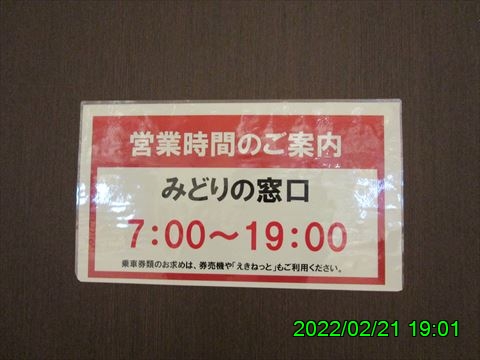 営業時間のご案内
みどりの窓口
7:00～19:00
乗車券類のお求めは、券売機や「えきねっと」もご利用ください。
2022/02/21 19:01